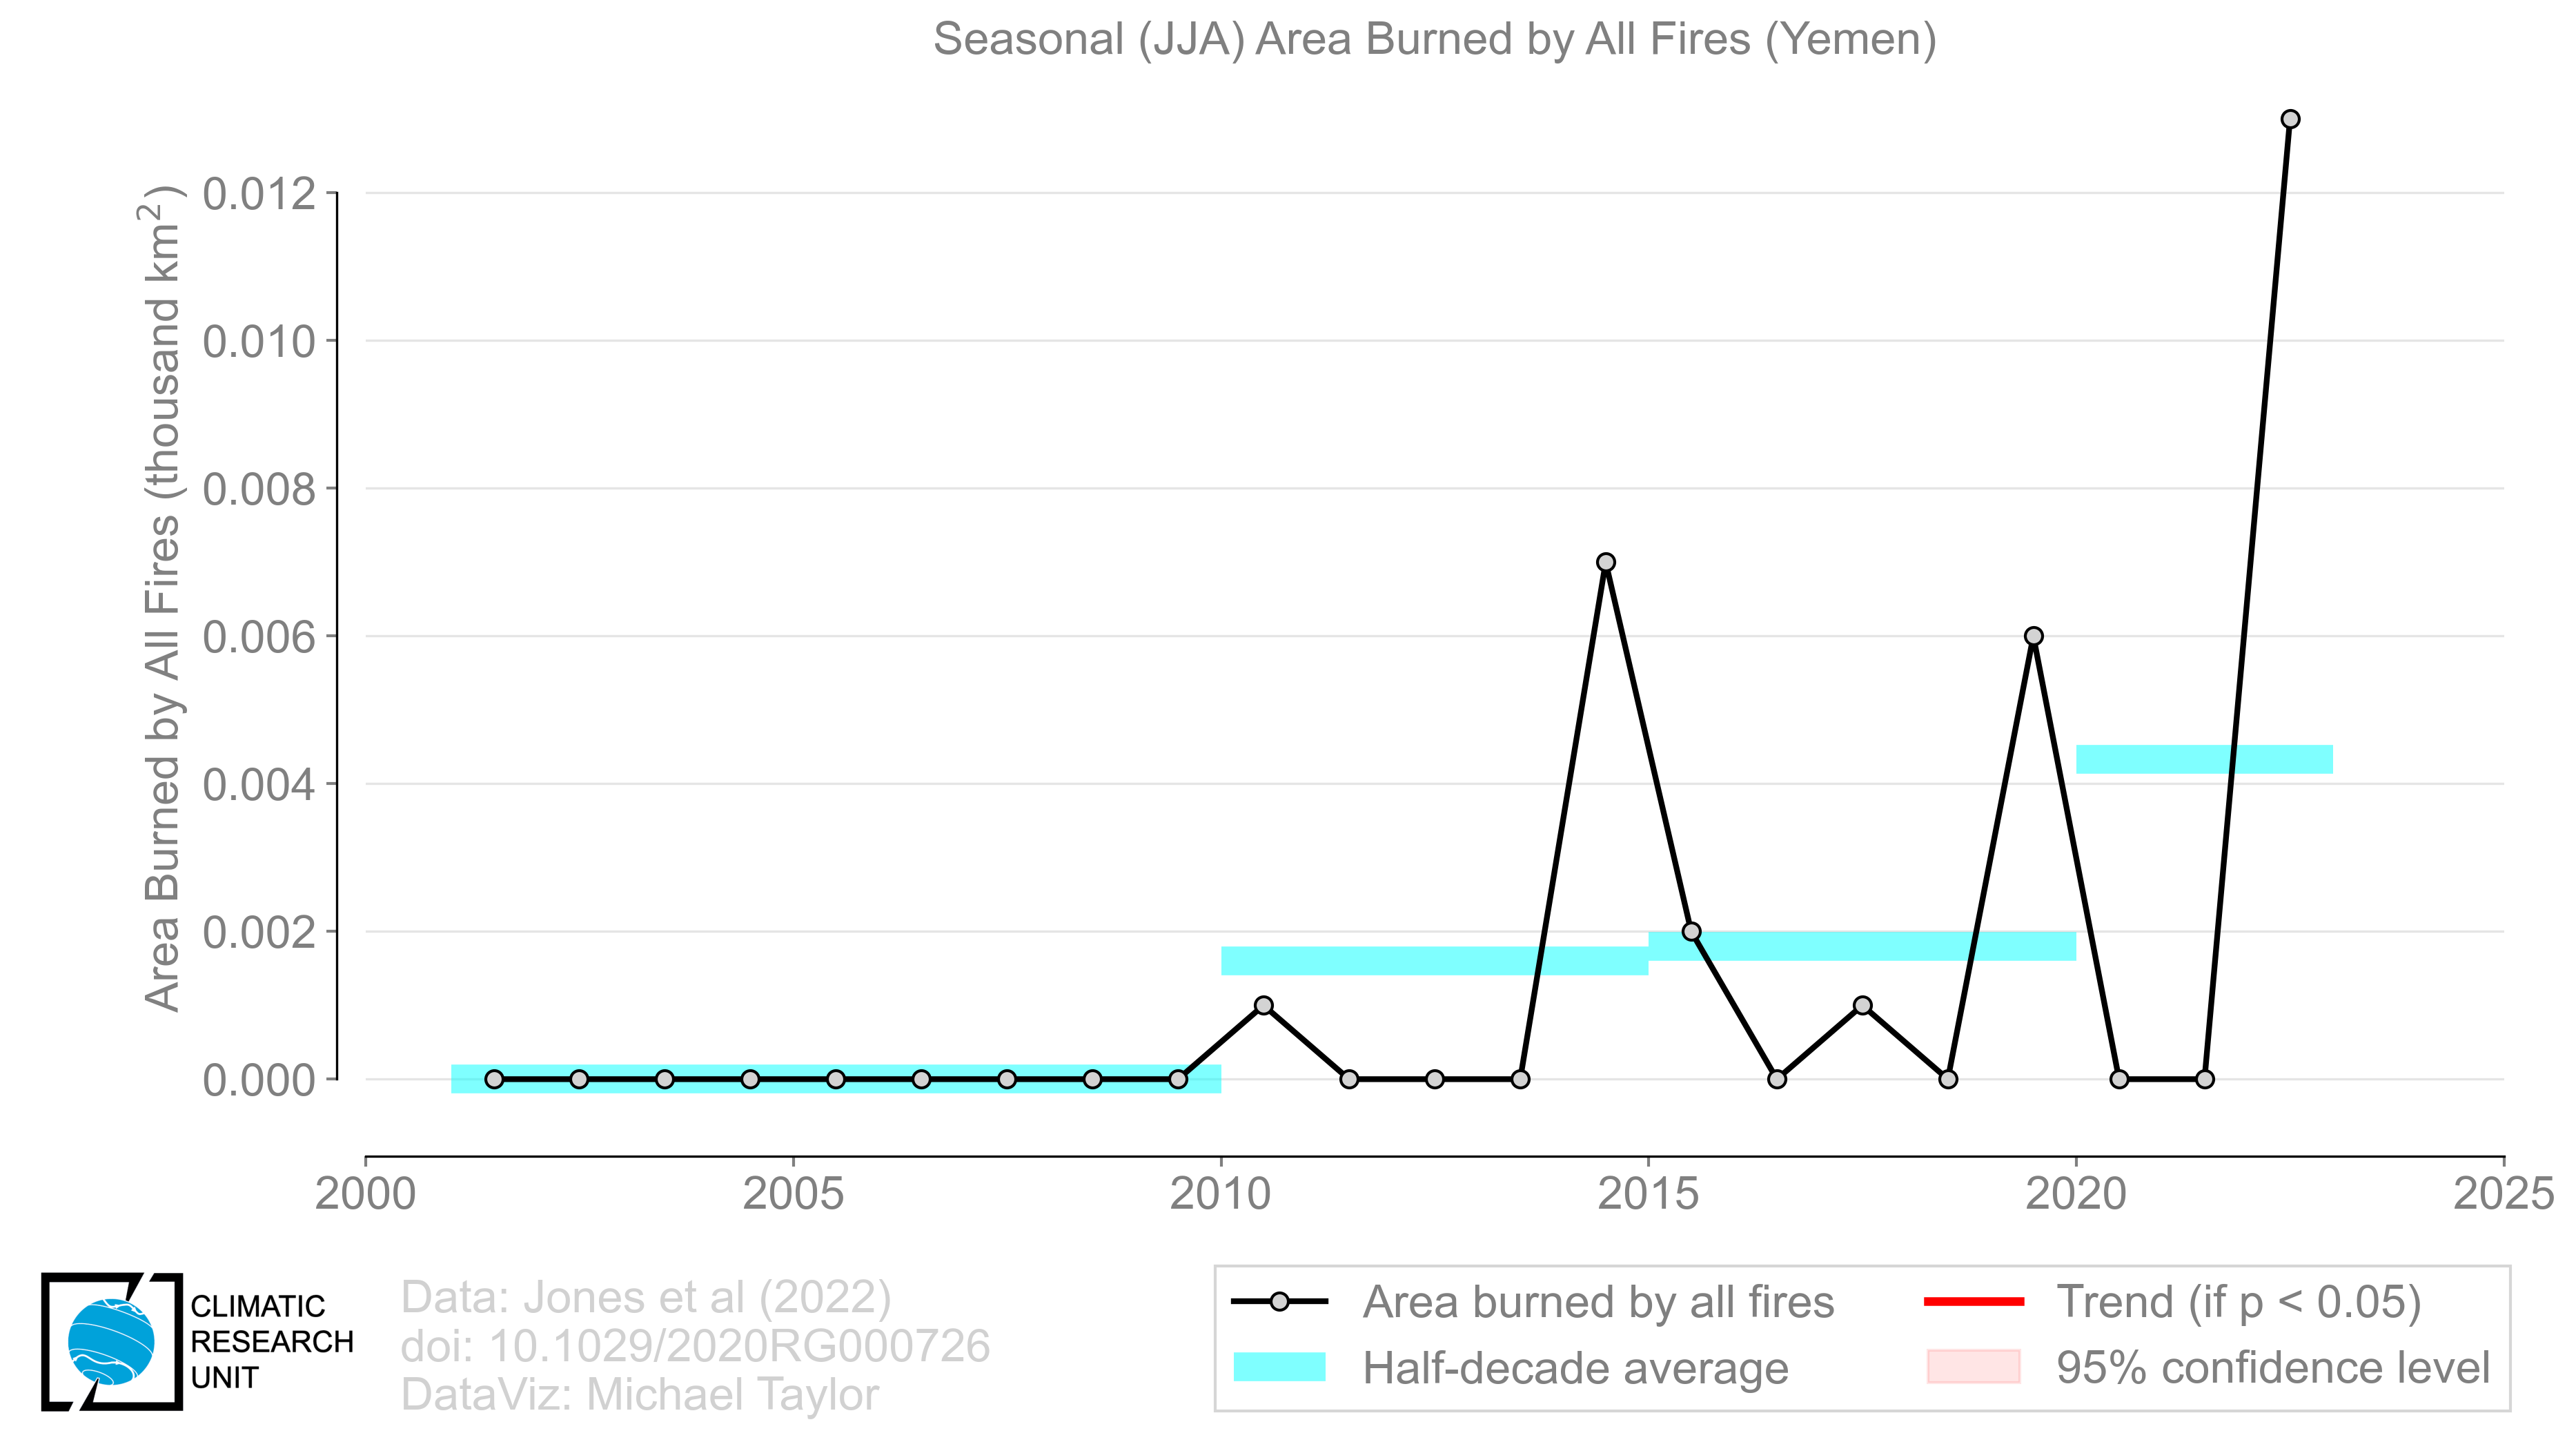 Seasonal (JJA) Area Burned by All Fires (Yemen)
Area Burned by All Fires (thousand km²)
0.012
0.010
0.008
0.006
0.004
0.002
0.000
2000
2005
2010
2015
2020
2025
CLIMATIC
RESEARCH
UNIT
Data: Jones et al (2022)
doi: 10.1029/2020RG000726
DataViz: Michael Taylor
Area burned by all fires
Half-decade average
Trend (if p < 0.05)
95% confidence level